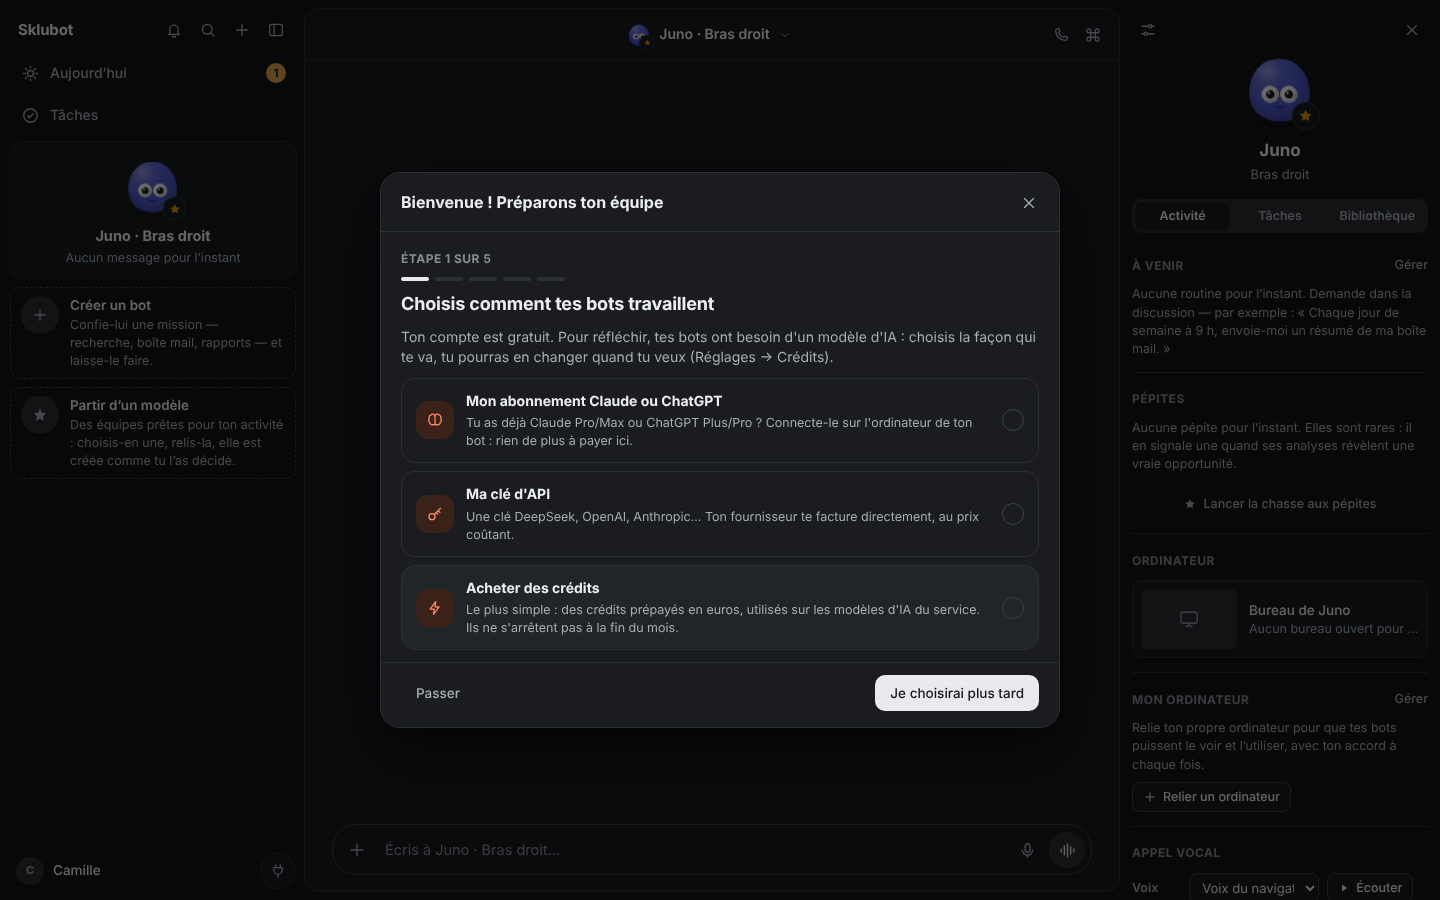 Sklubot
Aujourd'hui
1
Tâches
Juno · Bras droit
Aucun message pour l'instant
Créer un bot
Confie-lui une mission —
recherche, boîte mail, rapports — et
laisse-le faire.
Partir d'un modèle
Des équipes prêtes pour ton activité
: choisis-en une, relis-la, elle est
créée comme tu l'as décidé.
C
Camille
Juno · Bras droit
Bienvenue ! Préparons ton équipe
ÉTAPE 1 SUR 5
Choisis comment tes bots travaillent
Ton compte est gratuit. Pour réfléchir, tes bots ont besoin d'un modèle d'IA : choisis la façon qui
te va, tu pourras en changer quand tu veux (Réglages → Crédits).
Mon abonnement Claude ou ChatGPT
Tu as déjà Claude Pro/Max ou ChatGPT Plus/Pro ? Connecte-le sur l'ordinateur de ton
bot : rien de plus à payer ici.
Ma clé d'API
Une clé DeepSeek, OpenAI, Anthropic… Ton fournisseur te facture directement, au prix
coûtant.
Acheter des crédits
Le plus simple : des crédits prépayés en euros, utilisés sur les modèles d'IA du service.
Ils ne s'arrêtent pas à la fin du mois.
Passer
Je choisirai plus tard
Écris à Juno · Bras droit…
Juno
Bras droit
Activité
Tâches
Bibliothèque
À VENIR
Gérer
Aucune routine pour l'instant. Demande dans la
discussion — par exemple : « Chaque jour de
semaine à 9 h, envoie-moi un résumé de ma boîte
mail. »
PÉPITES
Aucune pépite pour l'instant. Elles sont rares : il
en signale une quand ses analyses révèlent une
vraie opportunité.
Lancer la chasse aux pépites
ORDINATEUR
Bureau de Juno
Aucun bureau ouvert pour …
MON ORDINATEUR
Gérer
Relie ton propre ordinateur pour que tes bots
puissent le voir et l'utiliser, avec ton accord à
chaque fois.
Relier un ordinateur
APPEL VOCAL
Voix
Voix du navigat
Écouter